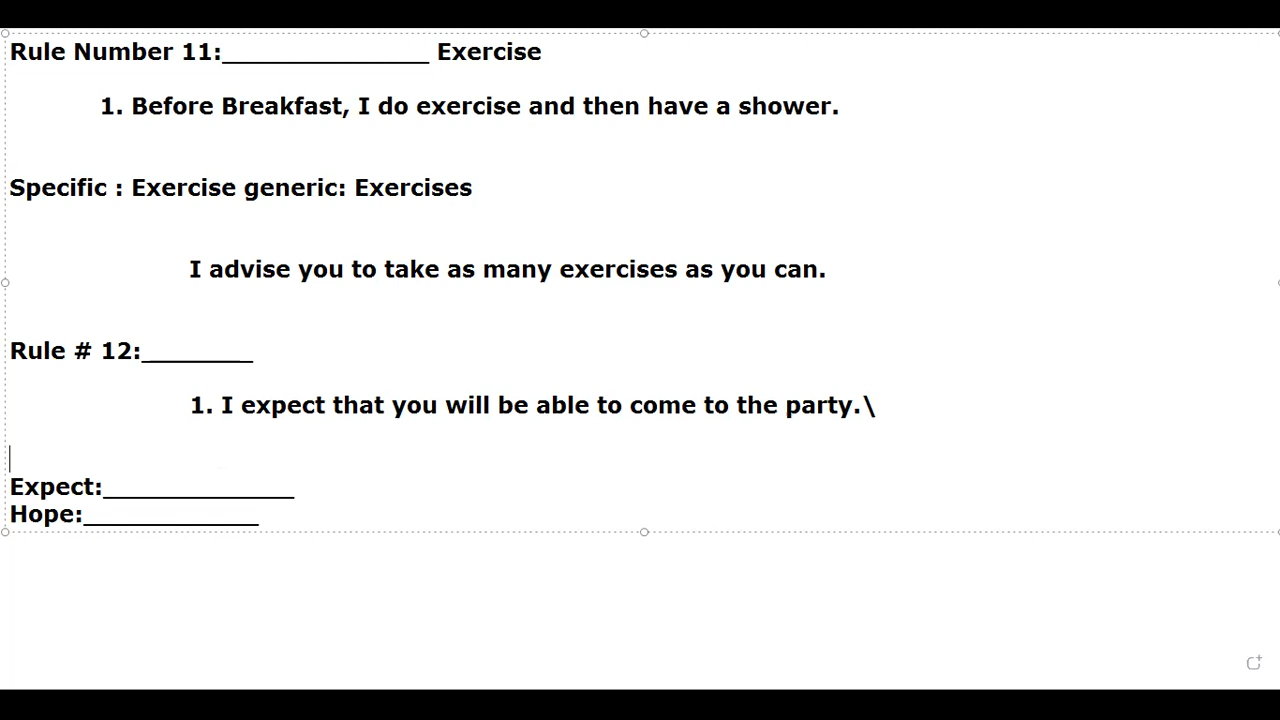 Rule Number 11:_______________ Exercise
1. Before Breakfast, I do exercise and then have a shower.
Specific : Exercise generic: Exercises
I advise you to take as many exercises as you can.
Rule # 12:________
1. I expect that you will be able to come to the party.\
Expect:______________
Hope:_____________